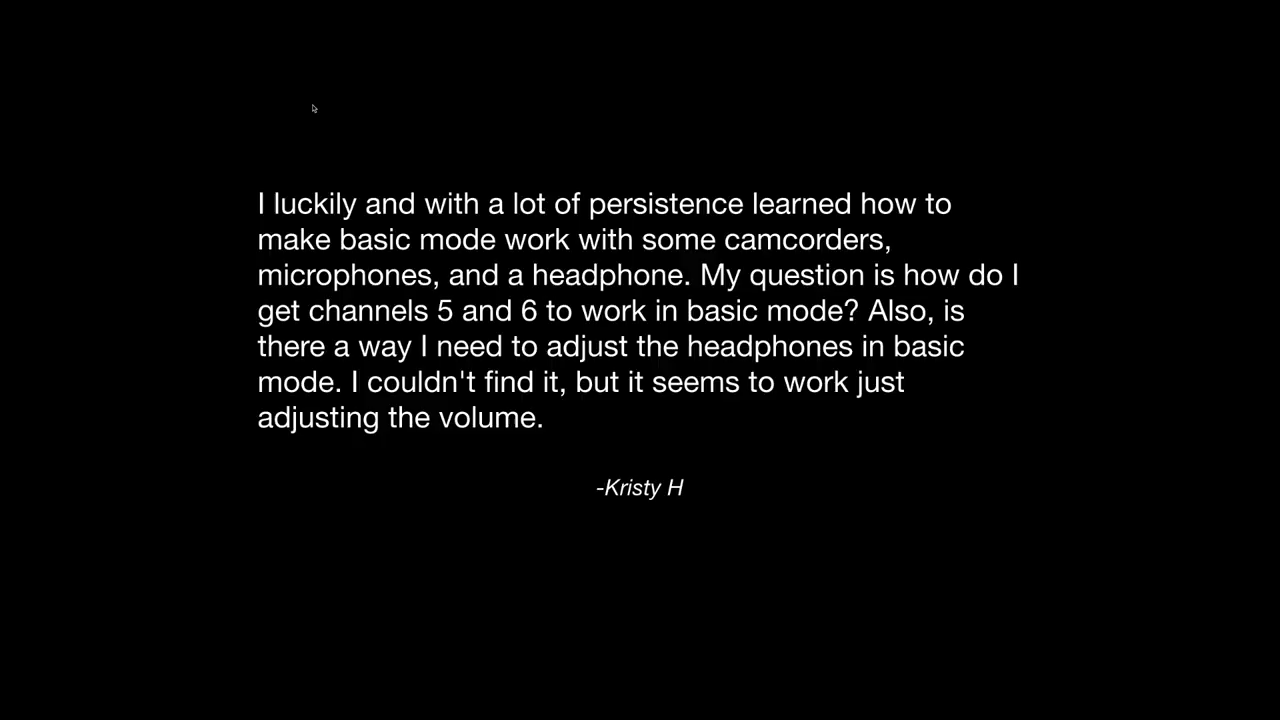 I luckily and with a lot of persistence learned how to
make basic mode work with some camcorders,
microphones, and a headphone. My question is how do I
get channels 5 and 6 to work in basic mode? Also, is
there a way I need to adjust the headphones in basic
mode. I couldn't find it, but it seems to work just
adjusting the volume.
-Kristy H